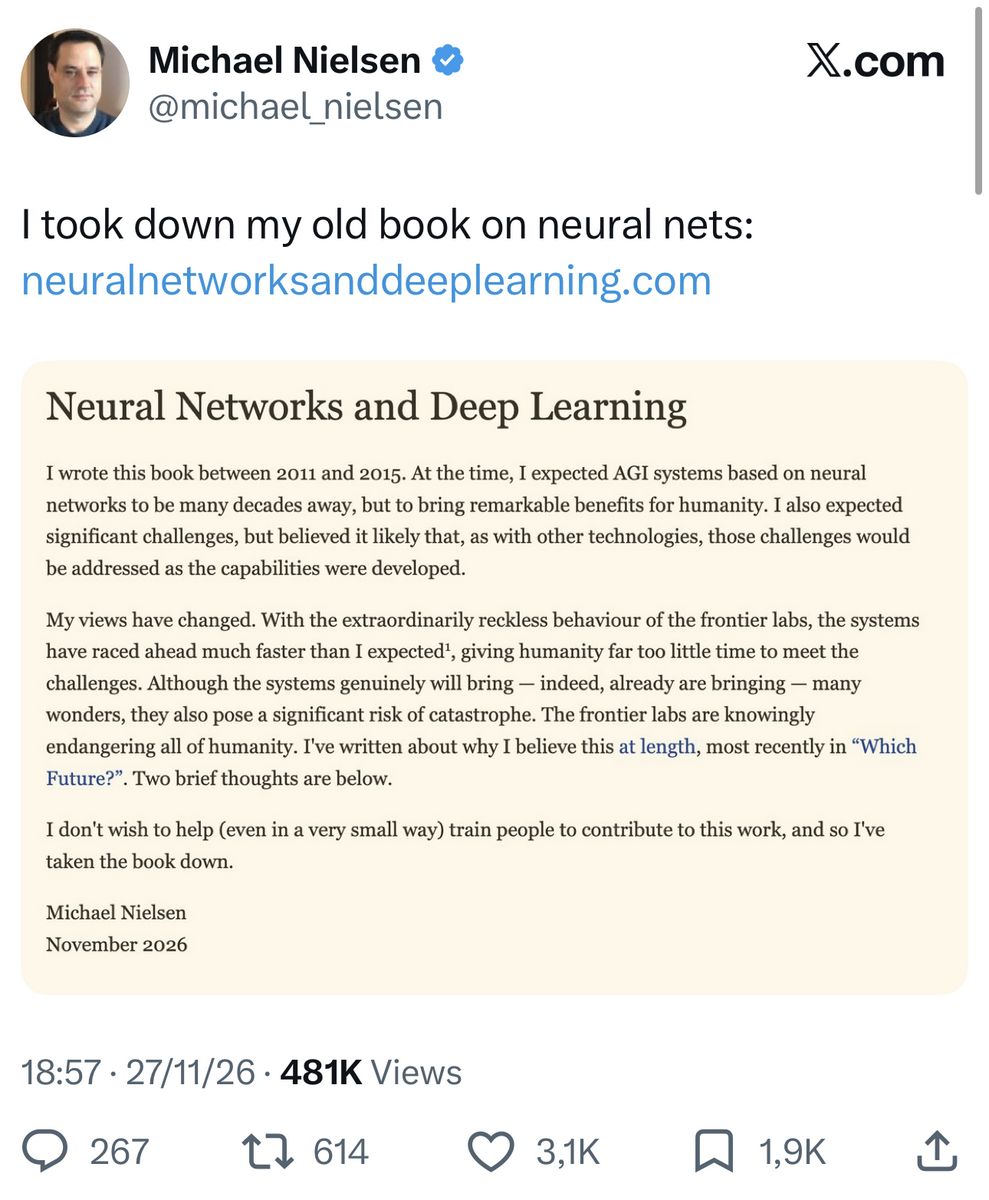 Michael Nielsen
X.com
@michael_nielsen
I took down my old book on neural nets:
neuralnetworksanddeeplearning.com
Neural Networks and Deep Learning
I wrote this book between 2011 and 2015. At the time, I expected AGI systems based on neural
networks to be many decades away, but to bring remarkable benefits for humanity. I also expected
significant challenges, but believed it likely that, as with other technologies, those challenges would
be addressed as the capabilities were developed.
My views have changed. With the extraordinarily reckless behaviour of the frontier labs, the systems
have raced ahead much faster than I expected¹, giving humanity far too little time to meet the
challenges. Although the systems genuinely will bring — indeed, already are bringing — many
wonders, they also pose a significant risk of catastrophe. The frontier labs are knowingly
endangering all of humanity. I've written about why I believe this at length, most recently in “Which
Future?”. Two brief thoughts are below.
I don't wish to help (even in a very small way) train people to contribute to this work, and so I've
taken the book down.
Michael Nielsen
November 2026
18:57 · 27/11/26 · 481K Views
267 614 3,1K 1,9K